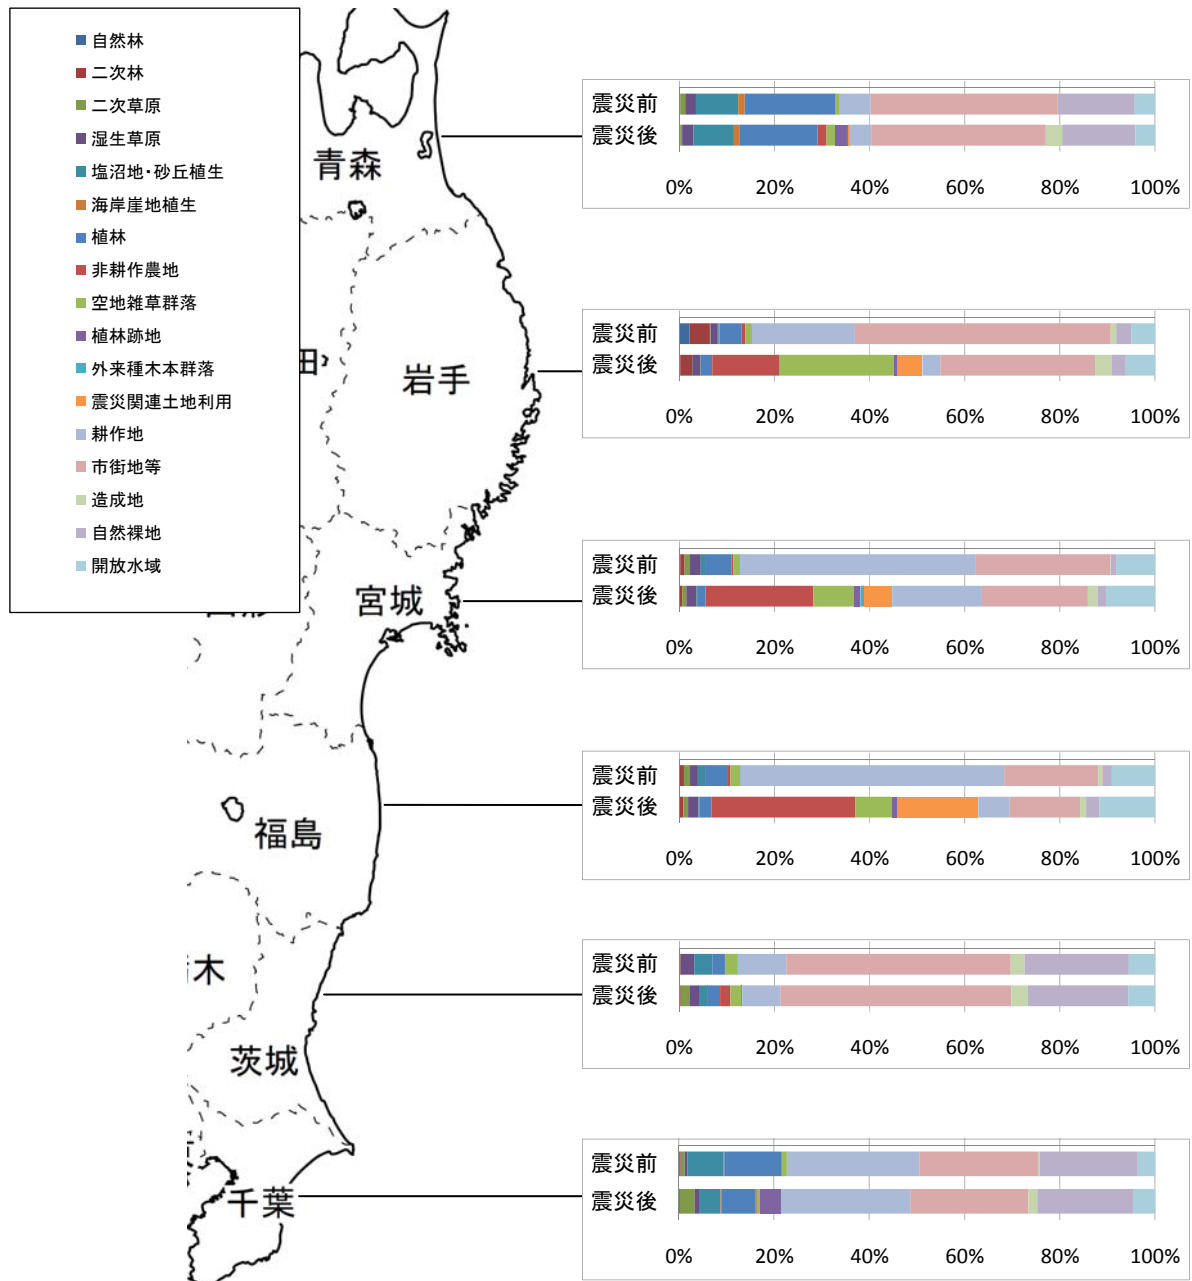 自然林
二次林
二次草原
湿生草原
塩沼地・砂丘植生
海岸崖地植生
植林
非耕作農地
空地雑草群落
植林跡地
外来種木本群落
震災関連土地利用
耕作地
市街地等
造成地
自然裸地
開放水域
青森
震災前
震災後
0% 20% 40% 60% 80% 100%
田
岩手
震災前
震災後
0% 20% 40% 60% 80% 100%
宮城
震災前
震災後
0% 20% 40% 60% 80% 100%
福島
震災前
震災後
0% 20% 40% 60% 80% 100%
木
茨城
震災前
震災後
0% 20% 40% 60% 80% 100%
千葉
震災前
震災後
0% 20% 40% 60% 80% 100%